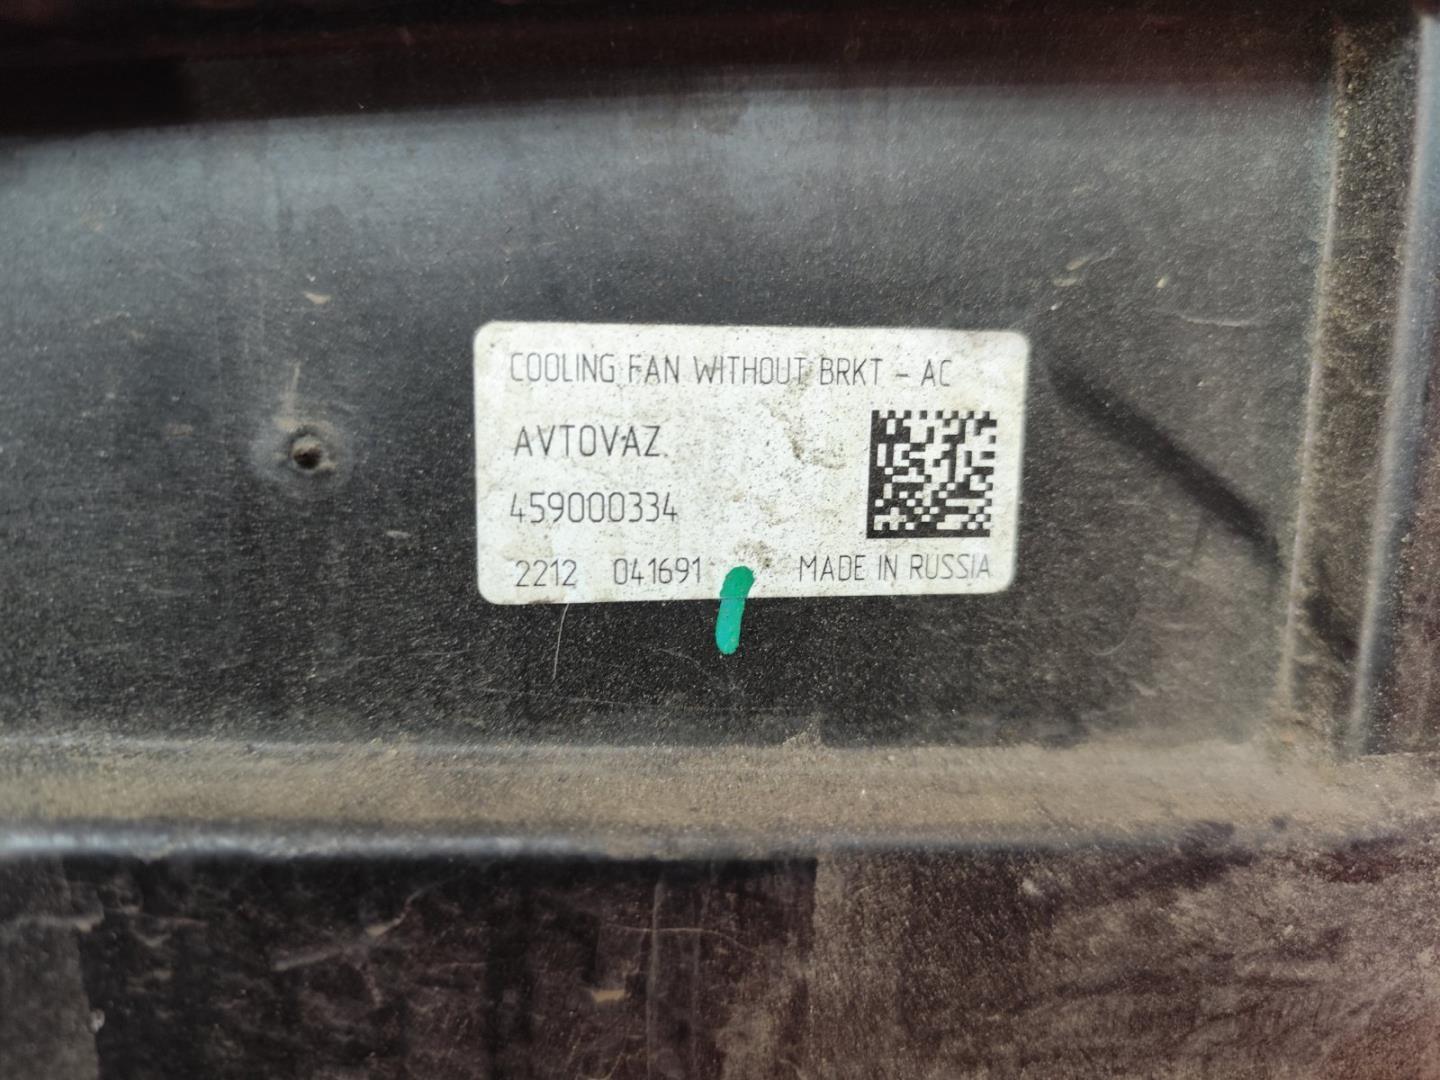 COOLING FAN WITHOUT BRKT - AC
AVTOVAZ
459000334
2212 041691 MADE IN RUSSIA